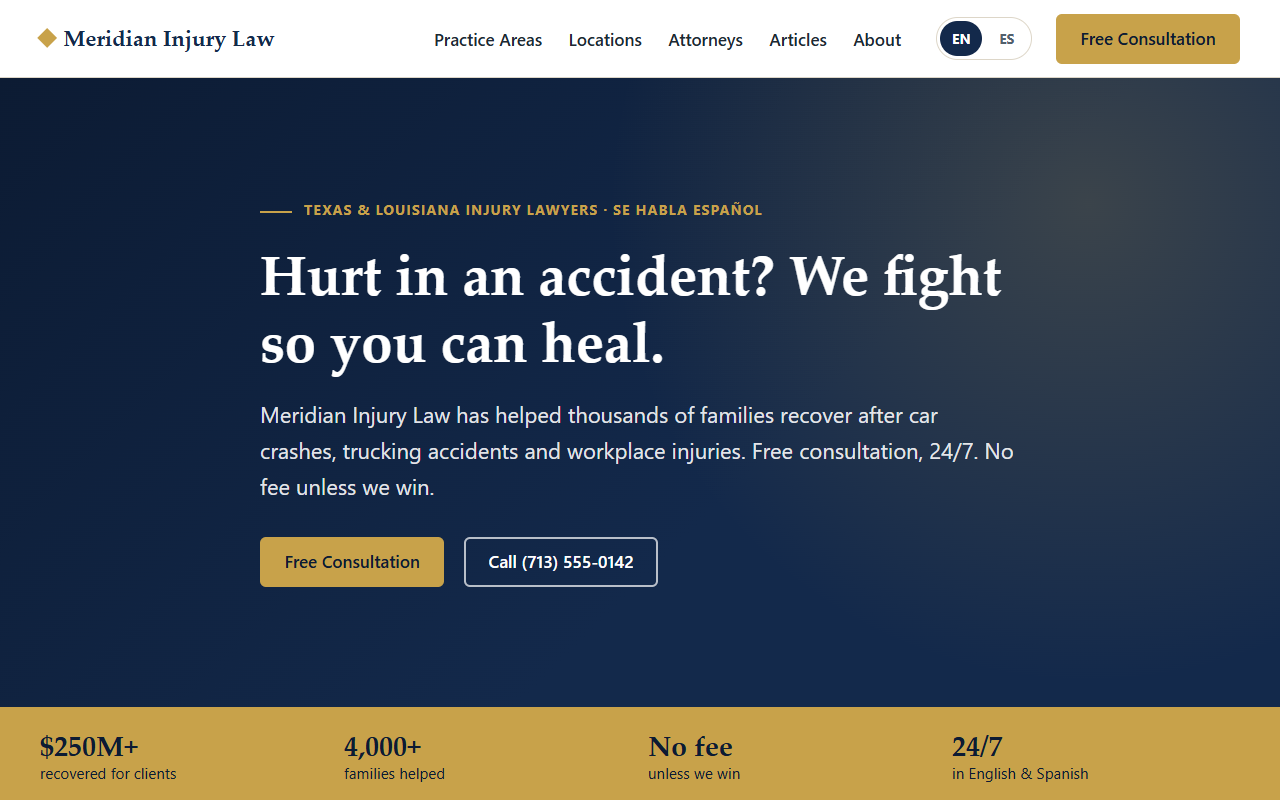 Meridian Injury Law
Practice Areas
Locations
Attorneys
Articles
About
EN
ES
Free Consultation
TEXAS & LOUISIANA INJURY LAWYERS · SE HABLA ESPAÑOL
Hurt in an accident? We fight
so you can heal.
Meridian Injury Law has helped thousands of families recover after car
crashes, trucking accidents and workplace injuries. Free consultation, 24/7. No
fee unless we win.
Free Consultation
Call (713) 555-0142
$250M+
recovered for clients
4,000+
families helped
No fee
unless we win
24/7
in English & Spanish